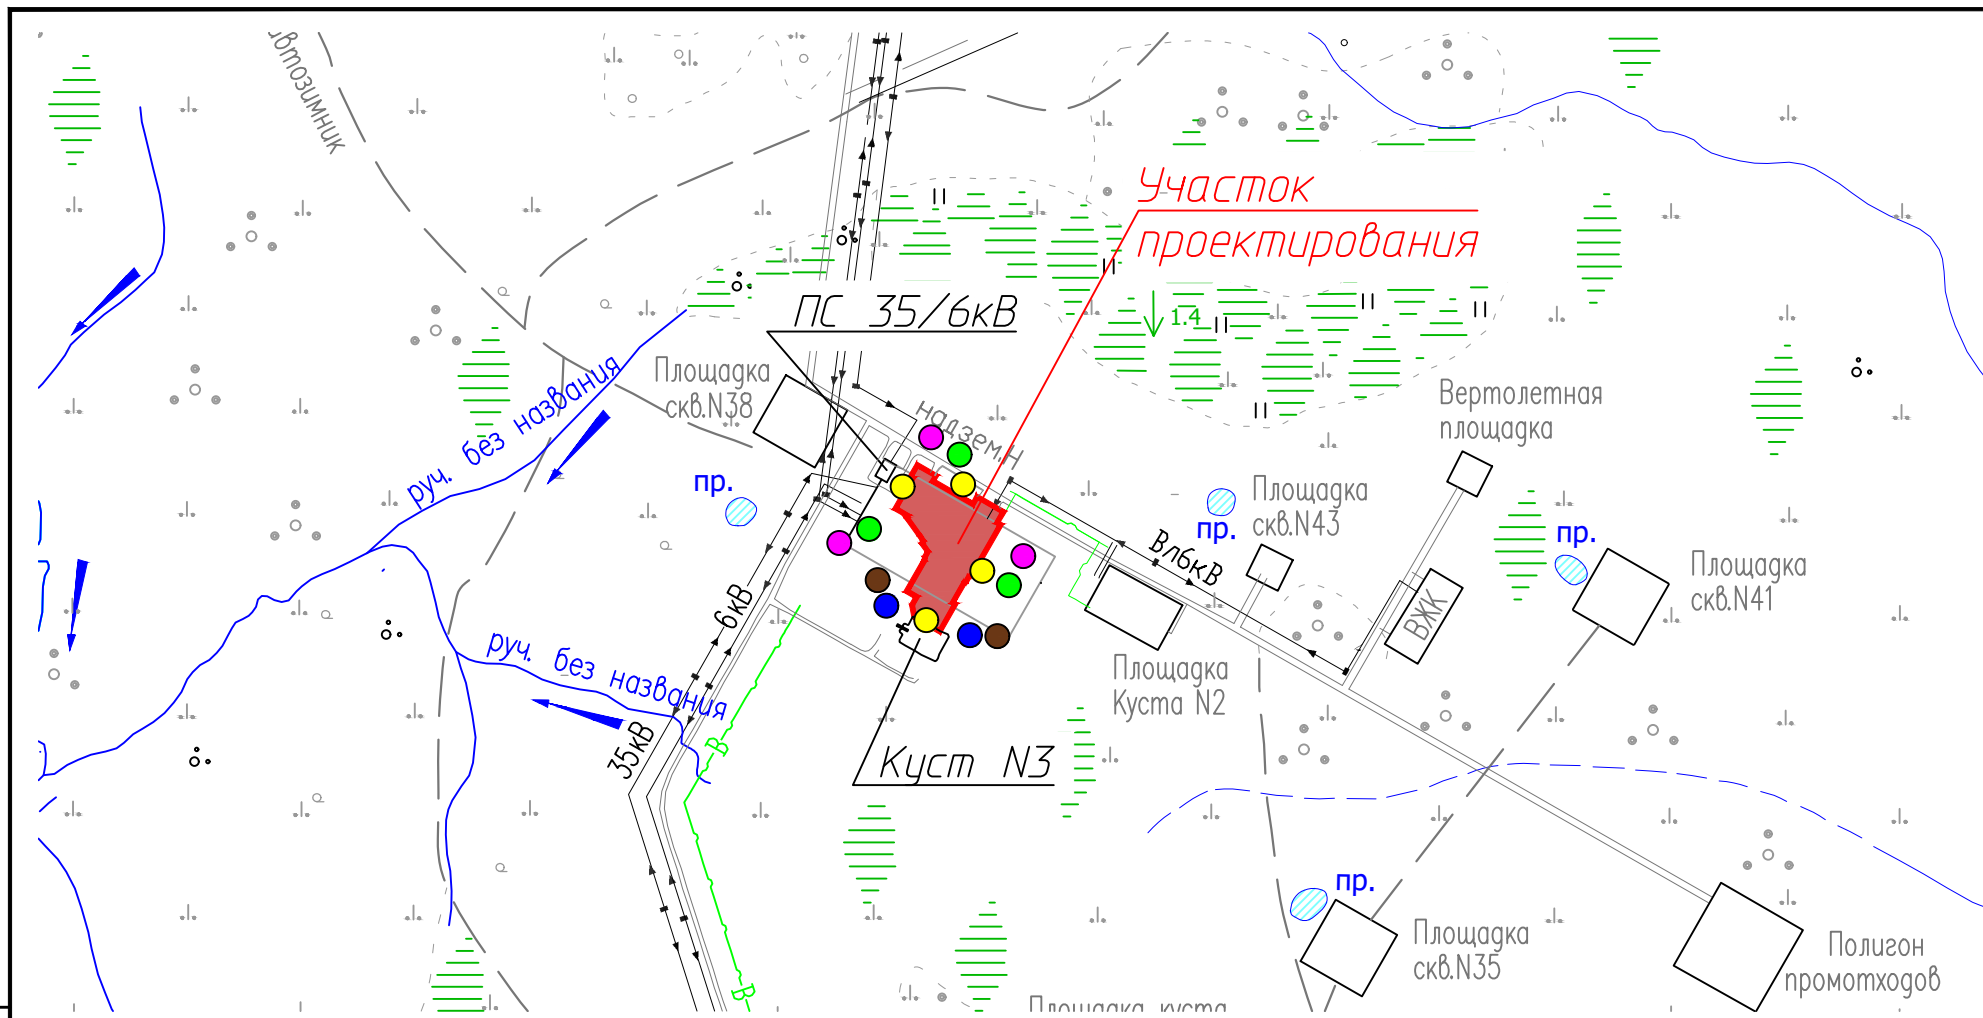 автозимник
Участок
проектирования
1.4
ПС 35/6кВ
Площадка
скв.N38
надзем.Н
руч. без названия
Вертолетная
площадка
пр.
Площадка
скв.N43
пр.
Вл6кВ
пр.
Площадка
скв.N41
ВЖК
6кВ
руч. без названия
Площадка
Куста N2
35кВ
В
Куст N3
пр.
Площадка
скв.N35
Полигон
промотходов
В
Площадка куста